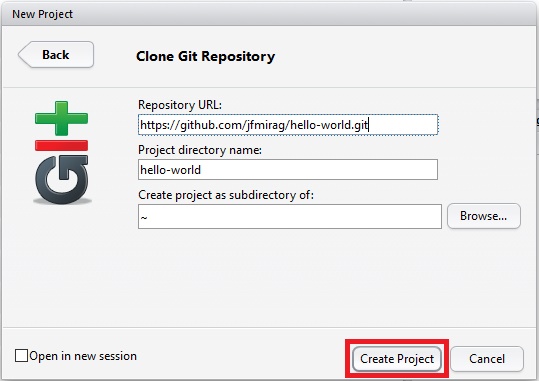 New Project
Back
Clone Git Repository
git
Repository URL:
https://github.com/jfmirag/hello-world.git
Project directory name:
hello-world
Create project as subdirectory of:
~
Browse...
Open in new session
Create Project
Cancel